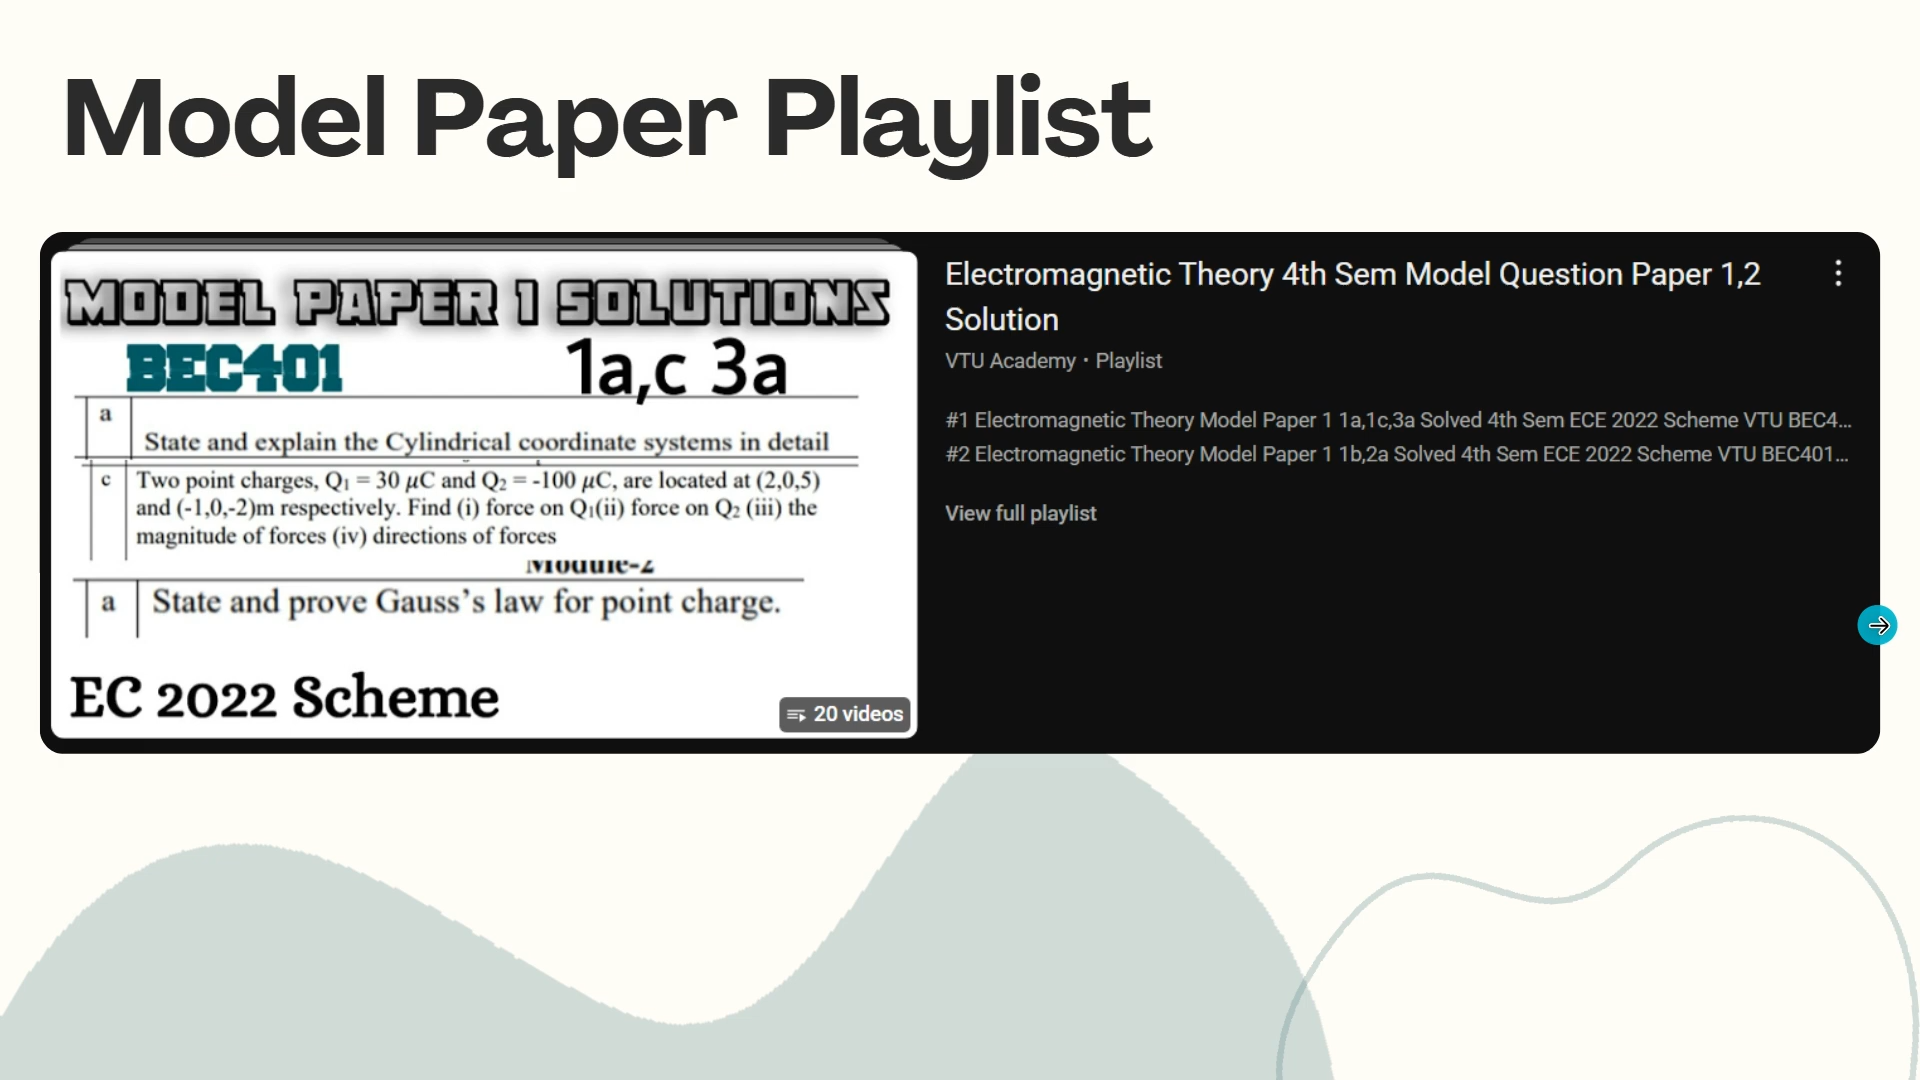 Model Paper Playlist
MODEL PAPER 1 SOLUTIONS
BEC401 1a,c 3a
a State and explain the Cylindrical coordinate systems in detail
c Two point charges, Q₁ = 30 μC and Q₂ = -100 μC, are located at (2,0,5)
and (-1,0,-2)m respectively. Find (i) force on Q₁(ii) force on Q₂ (iii) the
magnitude of forces (iv) directions of forces
Module-2
a State and prove Gauss’s law for point charge.
EC 2022 Scheme
20 videos
Electromagnetic Theory 4th Sem Model Question Paper 1,2
Solution
VTU Academy · Playlist
#1 Electromagnetic Theory Model Paper 1 1a,1c,3a Solved 4th Sem ECE 2022 Scheme VTU BEC4...
#2 Electromagnetic Theory Model Paper 1 1b,2a Solved 4th Sem ECE 2022 Scheme VTU BEC401...
View full playlist